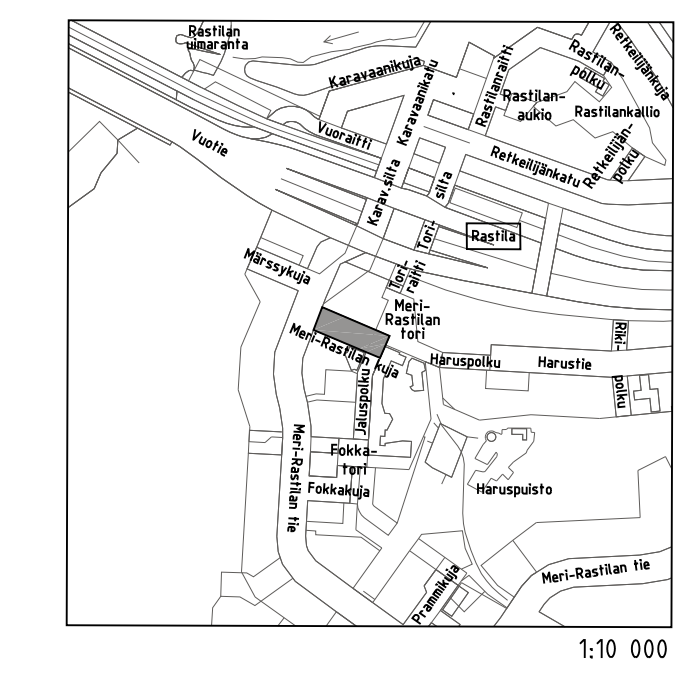 Rastilan
uimaranta
Retkeilijänkuja
Rastilan-
polku
Karavaanikuja
Karavaanikatu
Rastilanraitti
Rastilan-
aukio
Rastilankallio
Vuotie
Vuoraitti
Retkeilijänkatu
Retkeilijän-
polku
Karav.silta
silta
Tori-
Rastila
Märssykuja
Tori-
raitti
Meri-
Rastilan
tori
Meri-Rastilan kuja
Riki-
polku
Haruspolku
Harustie
Jaluspolku
Meri-Rastilan tie
Fokka-
tori
Fokkakuja
Haruspuisto
Prammikuja
Meri-Rastilan tie
1:10 000